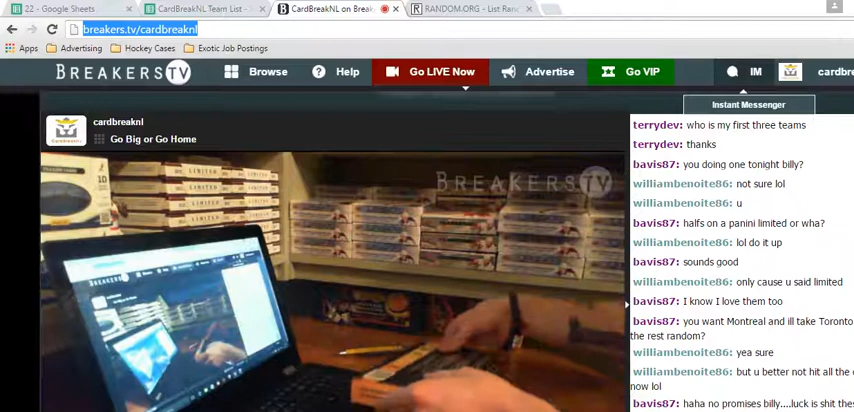 22 - Google Sheets
CardBreakNL Team List -
CardBreakNL on Break
RANDOM.ORG - List Ran
breakers.tv/cardbreaknl
Apps Advertising Hockey Cases Exotic Job Postings
BREAKERSTV Browse Help Go LIVE Now Advertise Go VIP IM cardbre
Instant Messenger
cardbreaknl
Go Big or Go Home
BREAKERSTV
LIMITED
LIMITED
LIMITED
LIMITED
10
terrydev: who is my first three teams
terrydev: thanks
bavis87: you doing one tonight billy?
williambenoite86: not sure lol
williambenoite86: u
bavis87: halfs on a panini limited or wha?
williambenoite86: lol do it up
bavis87: sounds good
williambenoite86: only cause u said limited
bavis87: I know I love them too
bavis87: you want Montreal and ill take Toronto
the rest random?
williambenoite86: yea sure
williambenoite86: but u better not hit all the
now lol
bavis87: haha no promises billy....luck is shit thes